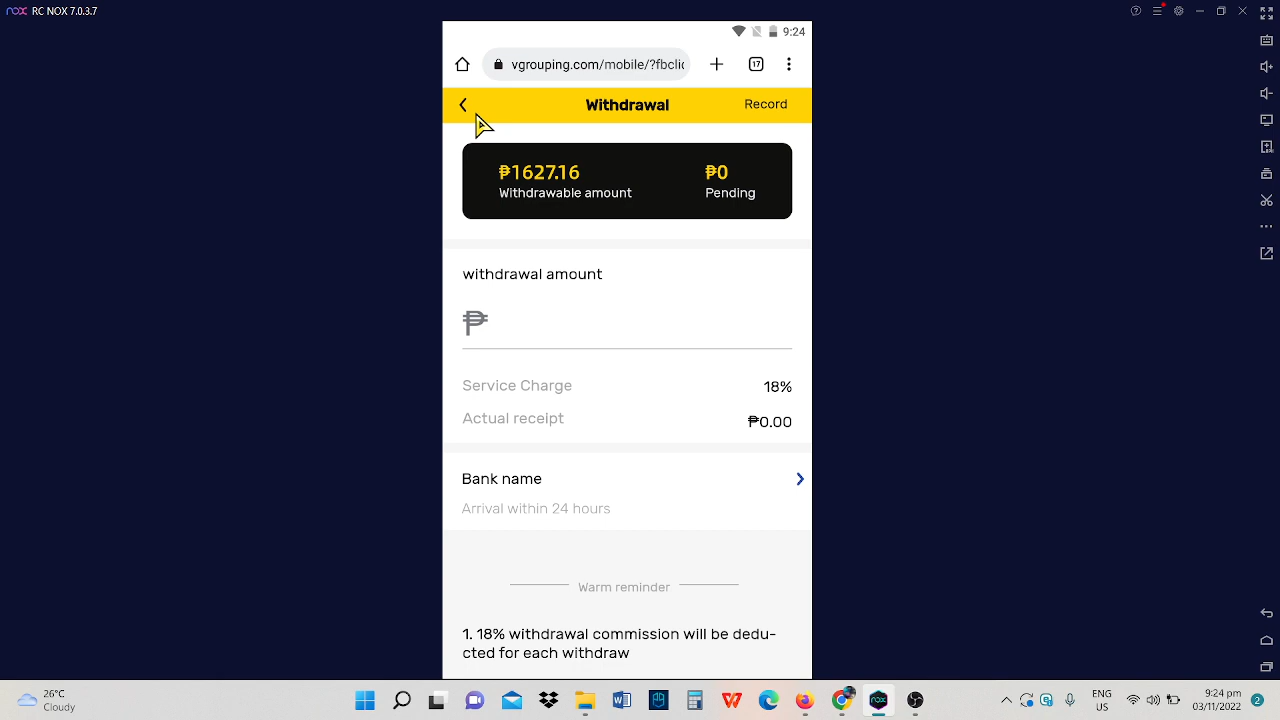 nox RC NOX 7.0.3.7
9:24
vgrouping.com/mobile/?fbclic
17
Withdrawal
Record
₱1627.16
₱0
Withdrawable amount
Pending
withdrawal amount
₱
Service Charge
18%
Actual receipt
₱0.00
Bank name
Arrival within 24 hours
Warm reminder
1. 18% withdrawal commission will be dedu-
cted for each withdraw
26°C
Cloudy
nox
ENG
US
9:24 PM
03/11/2022
2